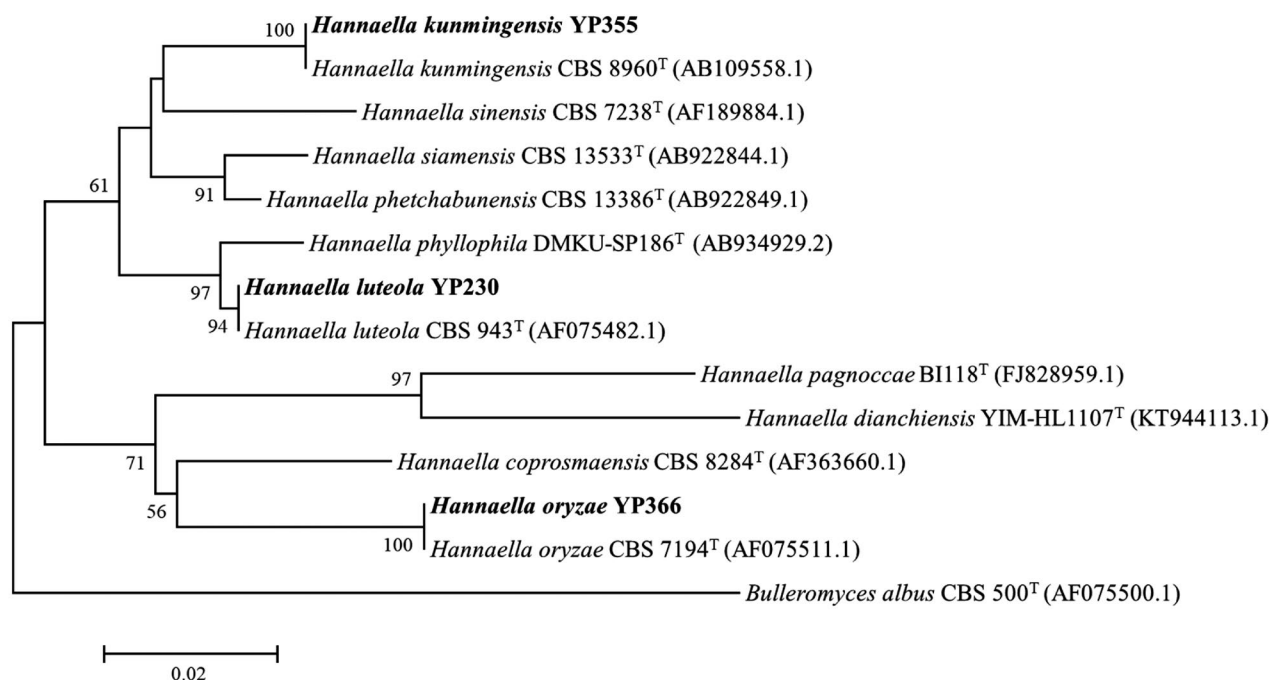 100 Hannaella kunmingensis YP355
Hannaella kunmingensis CBS 8960ᵀ (AB109558.1)
Hannaella sinensis CBS 7238ᵀ (AF189884.1)
Hannaella siamensis CBS 13533ᵀ (AB922844.1)
61
91 Hannaella phetchabunensis CBS 13386ᵀ (AB922849.1)
Hannaella phyllophila DMKU-SP186ᵀ (AB934929.2)
97 Hannaella luteola YP230
94 Hannaella luteola CBS 943ᵀ (AF075482.1)
97 Hannaella pagnoccae BI118ᵀ (FJ828959.1)
Hannaella dianchiensis YIM-HL1107ᵀ (KT944113.1)
71 Hannaella coprosmaensis CBS 8284ᵀ (AF363660.1)
56 Hannaella oryzae YP366
100 Hannaella oryzae CBS 7194ᵀ (AF075511.1)
Bulleromyces albus CBS 500ᵀ (AF075500.1)
0.02